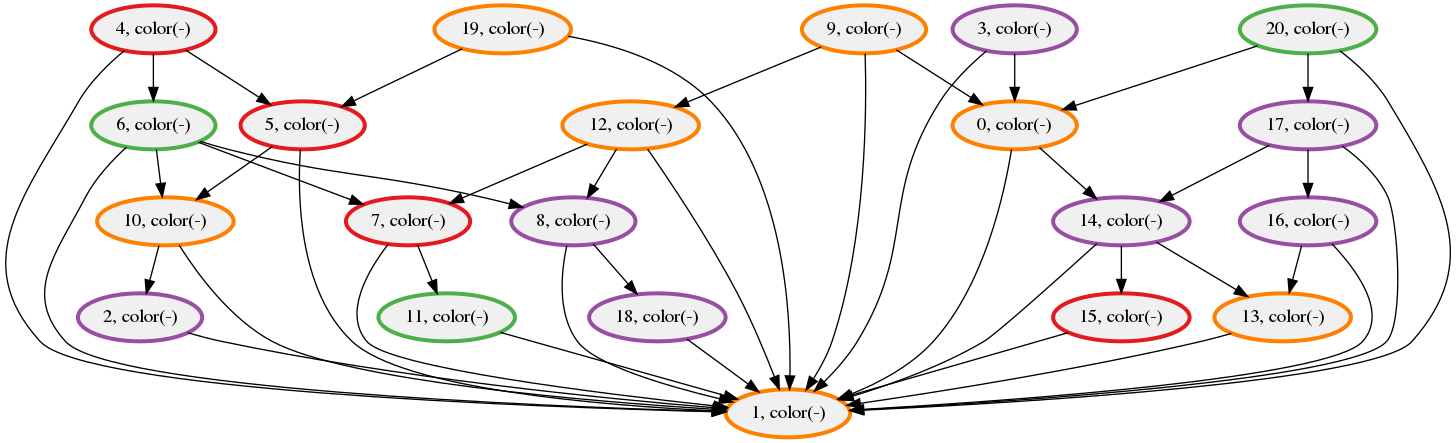 4, color(-)
19, color(-)
9, color(-)
3, color(-)
20, color(-)
6, color(-)
5, color(-)
12, color(-)
0, color(-)
17, color(-)
10, color(-)
7, color(-)
8, color(-)
14, color(-)
16, color(-)
2, color(-)
11, color(-)
18, color(-)
15, color(-)
13, color(-)
1, color(-)